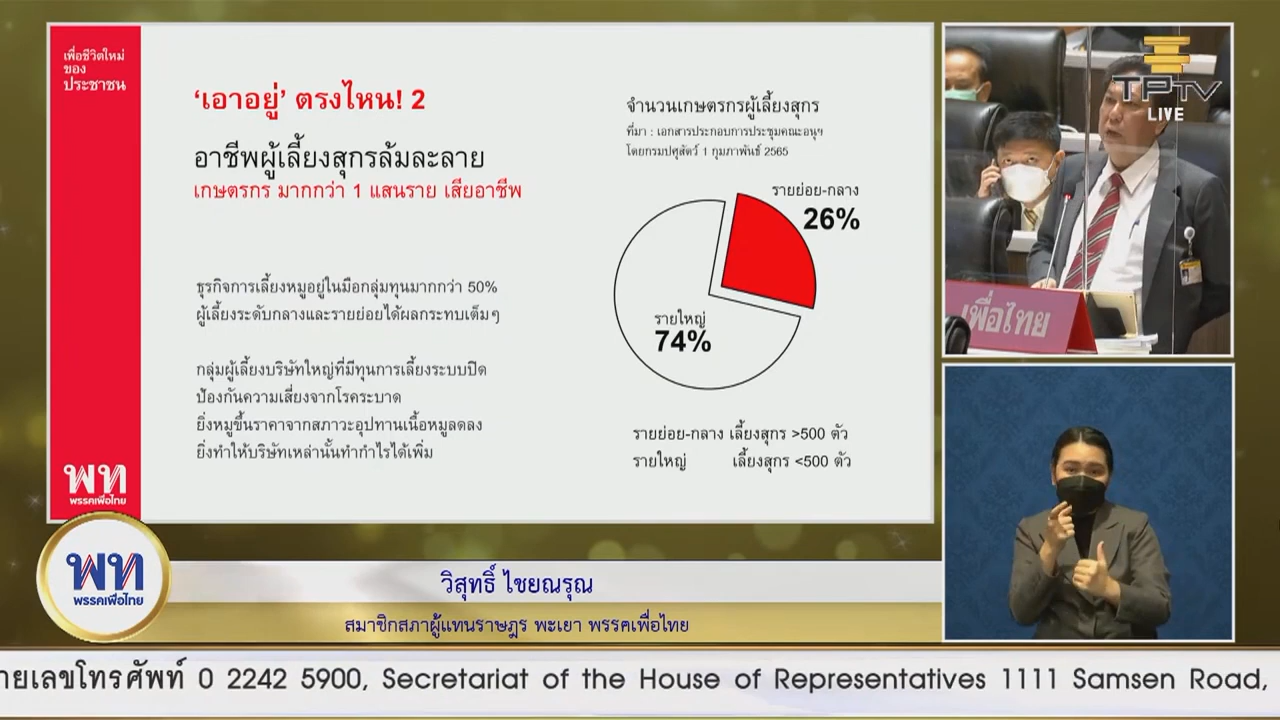 เพื่อชีวิตใหม่
ของ
ประชาชน
'เอาอยู่' ตรงไหน! 2
อาชีพผู้เลี้ยงสุกรล้มละลาย
เกษตรกร มากกว่า 1 แสนราย เสียอาชีพ
ธุรกิจการเลี้ยงหมูอยู่ในมือกลุ่มทุนมากกว่า 50%
ผู้เลี้ยงระดับกลางและรายย่อยได้ผลกระทบเต็มๆ
กลุ่มผู้เลี้ยงบริษัทใหญ่ที่มีทุนการเลี้ยงระบบปิด
ป้องกันความเสี่ยงจากโรคระบาด
ยิ่งหมูขึ้นราคาจากสภาวะอุปทานเนื้อหมูลดลง
ยิ่งทำให้บริษัทเหล่านั้นทำกำไรได้เพิ่ม
จำนวนเกษตรกรผู้เลี้ยงสุกร
ที่มา : เอกสารประกอบการประชุมคณะอนุฯ
โดยกรมปศุสัตว์ 1 กุมภาพันธ์ 2565
รายย่อย-กลาง
26%
รายใหญ่
74%
รายย่อย-กลาง เลี้ยงสุกร >500 ตัว
รายใหญ่ เลี้ยงสุกร <500 ตัว
พท
พรรคเพื่อไทย
TPTV
LIVE
เพื่อไทย
พท
พรรคเพื่อไทย
วิสุทธิ์ ไชยณรุณ
สมาชิกสภาผู้แทนราษฎร พะเยา พรรคเพื่อไทย
ายเลขโทรศัพท์ 0 2242 5900, Secretariat of the House of Representatives 1111 Samsen Road,